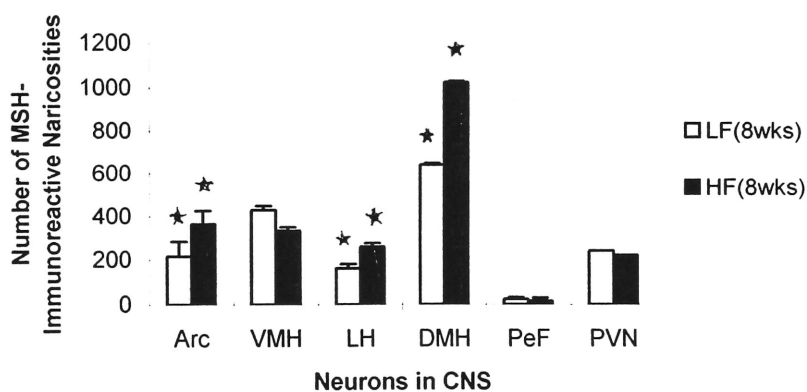 Number of MSH-
Immunoreactive Naricosities
1200
1000
800
600
400
200
0
Arc VMH LH DMH PeF PVN
Neurons in CNS
LF(8wks)
HF(8wks)